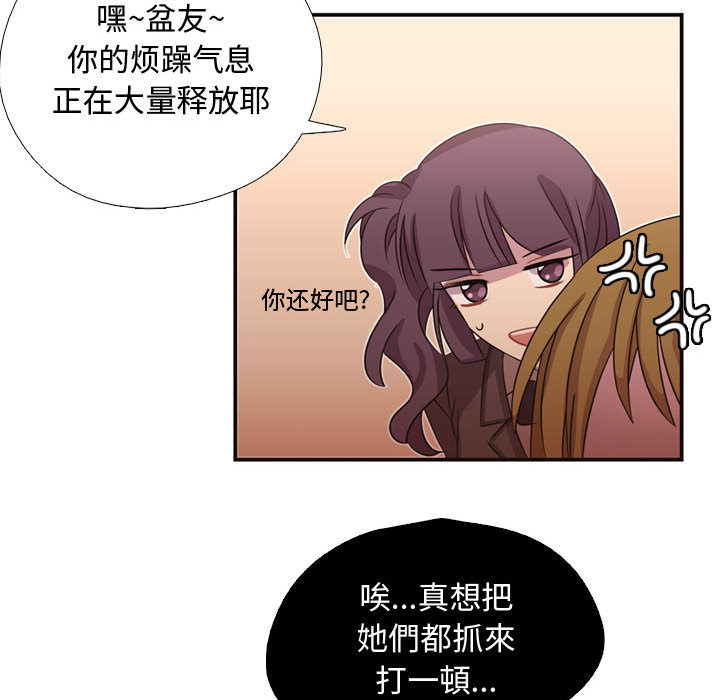 嘿~盆友~
你的烦躁气息
正在大量释放耶
你还好吧?
唉...真想把
她們都抓來
打一頓...